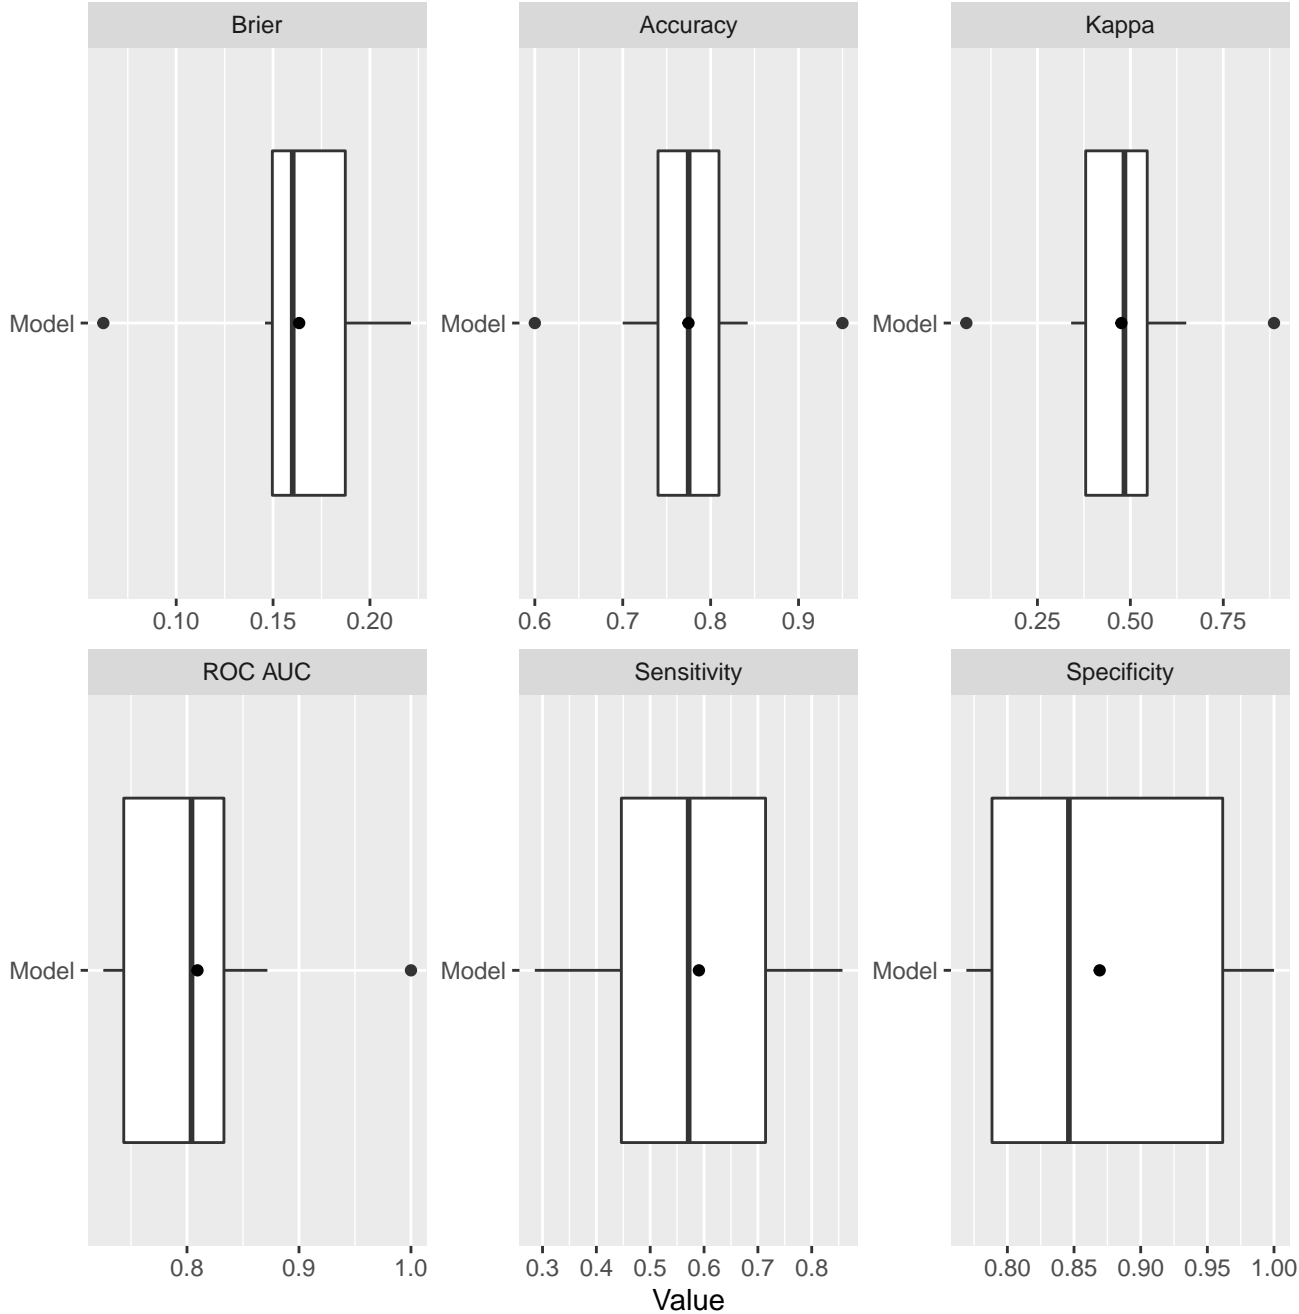 Brier Accuracy Kappa
Model Model Model
0.10 0.15 0.20 0.6 0.7 0.8 0.9 0.25 0.50 0.75
ROC AUC Sensitivity Specificity
Model Model Model
0.8 0.9 1.0 0.3 0.4 0.5 0.6 0.7 0.8 0.80 0.85 0.90 0.95 1.00
Value